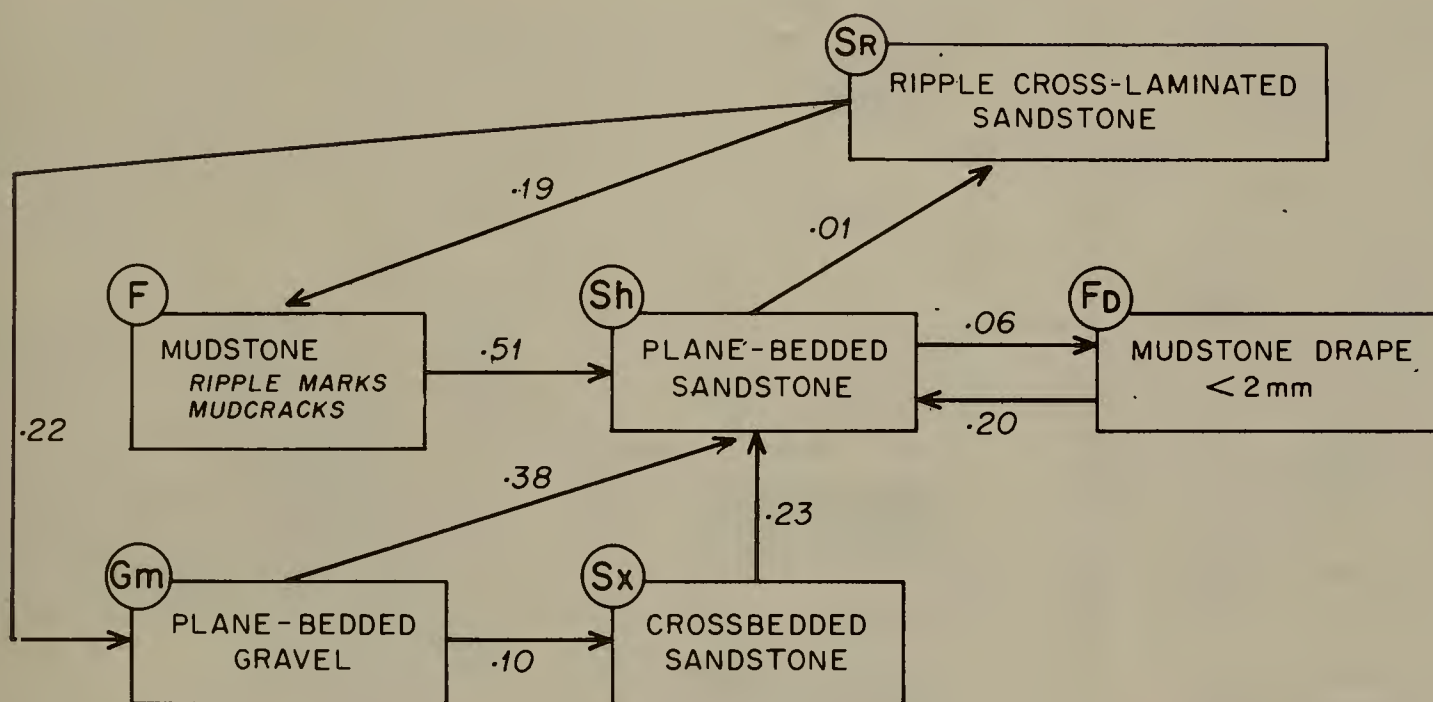 SR
RIPPLE CROSS-LAMINATED
SANDSTONE
.19
.01
F
MUDSTONE
RIPPLE MARKS
MUDCRACKS
.51
Sh
PLANE-BEDDED
SANDSTONE
.06
.20
FD
MUDSTONE DRAPE
<2mm
.22
.38
.23
Gm
PLANE-BEDDED
GRAVEL
.10
Sx
CROSSBEDDED
SANDSTONE